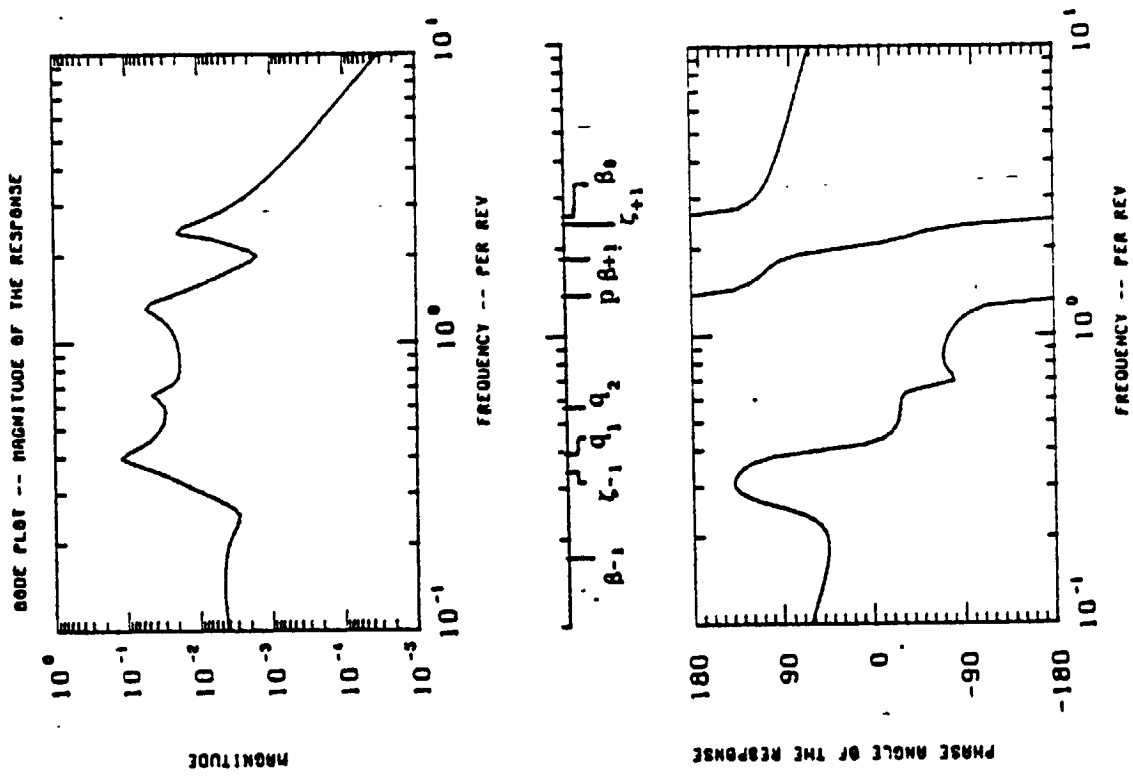 BODE PLOT -- MAGNITUDE OF THE RESPONSE
MAGNITUDE
10⁰
10⁻¹
10⁻²
10⁻³
10⁻⁴
10⁻⁵
10⁻¹
10⁰
10¹
FREQUENCY -- PER REV
β-1
ζ-1
q₁
q₂
p
β+1
ζ+1
β₀
PHASE ANGLE OF THE RESPONSE
180
90
0
-90
-180
10⁻¹
10⁰
10¹
FREQUENCY -- PER REV